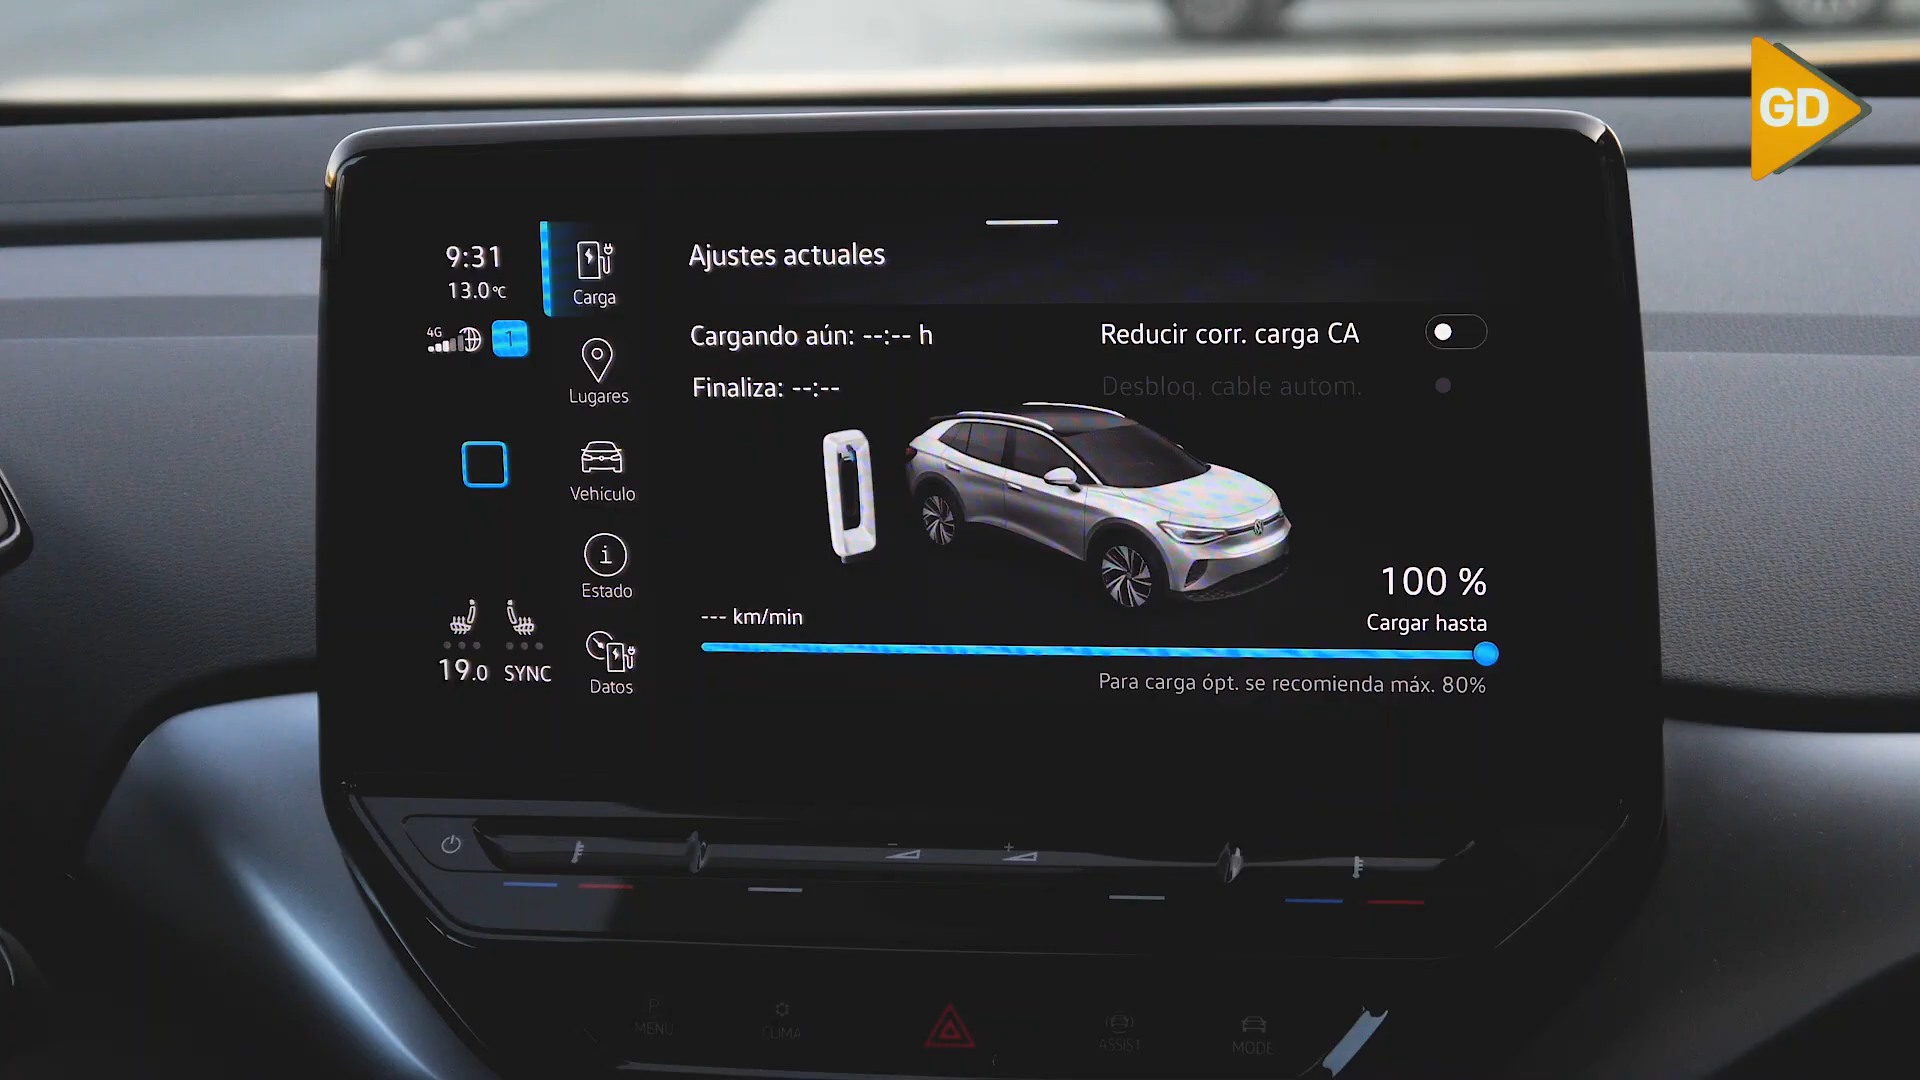 GD
9:31
13.0°C
4G
1
Carga
Lugares
Vehículo
Estado
Datos
19.0
SYNC
Ajustes actuales
Cargando aún: --:-- h
Finaliza: --:--
Reducir corr. carga CA
Desbloq. cable autom.
--- km/min
100 %
Cargar hasta
Para carga ópt. se recomienda máx. 80%
P
MENU
CLIMA
ASSIST
MODE